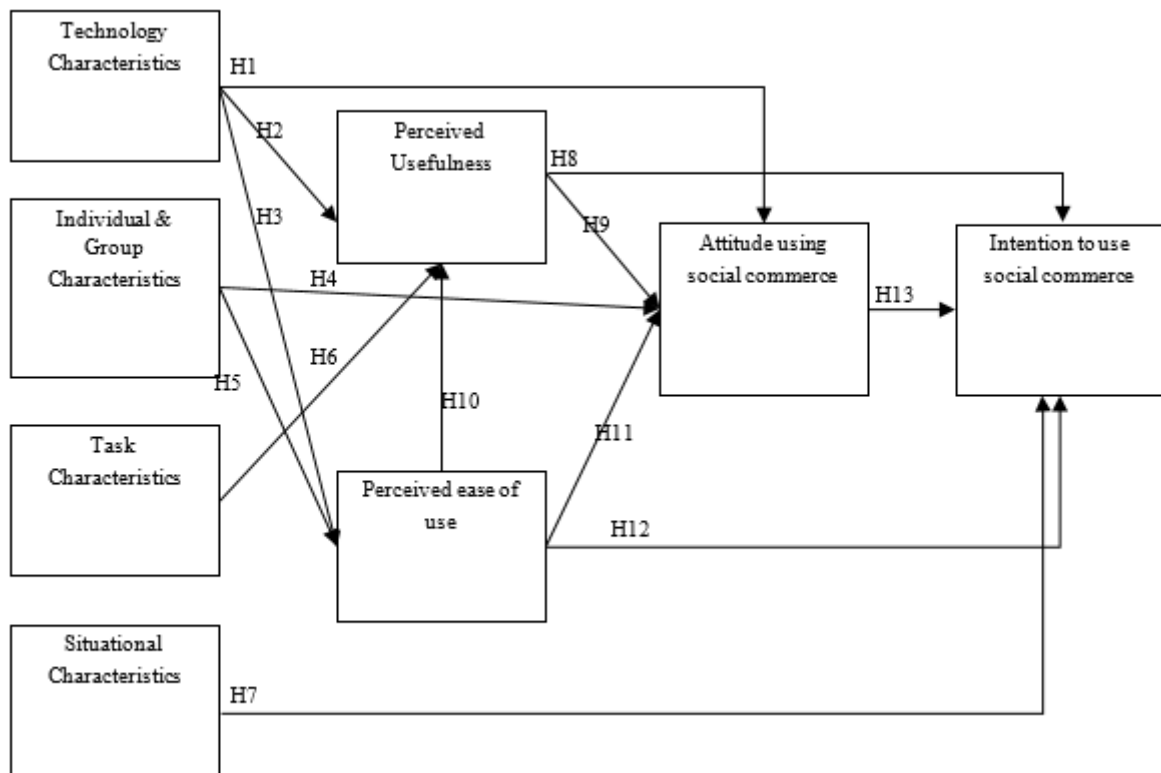 Technology
Characteristics
H1
H2
Perceived
Usefulness
H8
Individual &
Group
Characteristics
H3
H9
Attitude using
social commerce
Intention to use
social commerce
H4
H13
H6
H5
H10
H11
Task
Characteristics
Perceived ease of
use
H12
Situational
Characteristics
H7